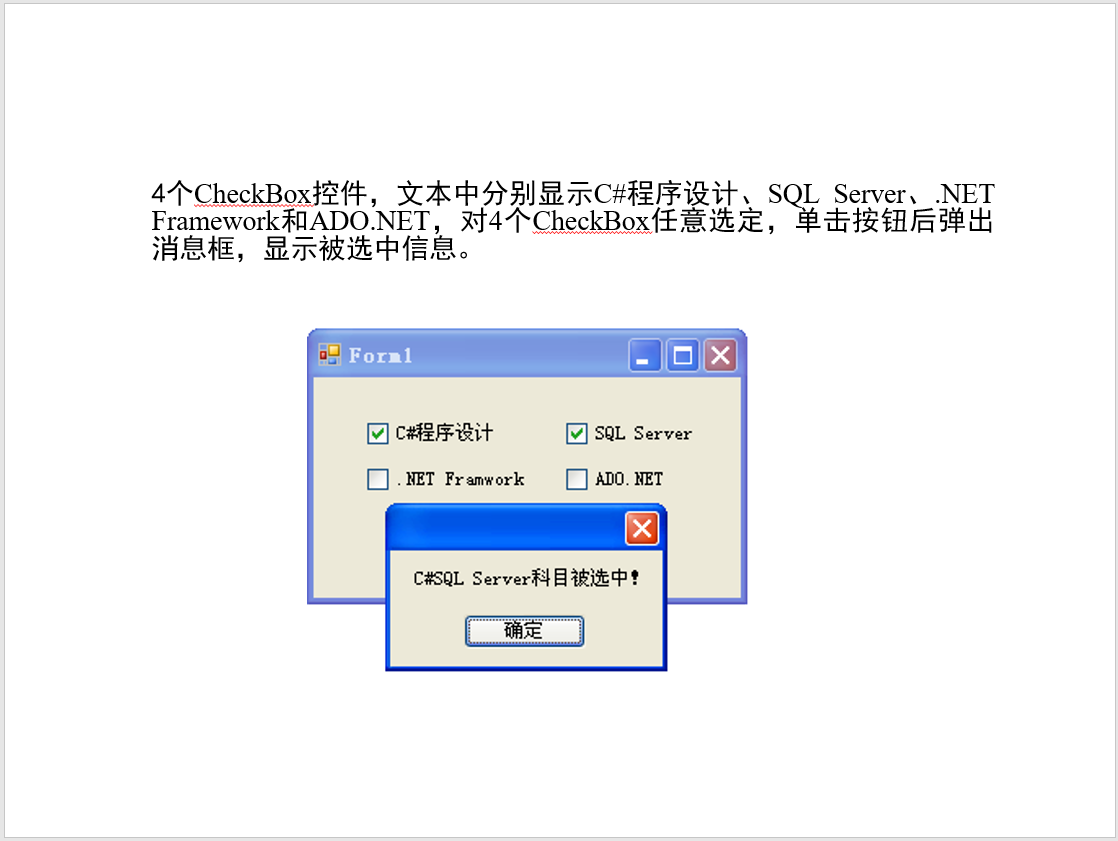 4个CheckBox控件，文本中分别显示C#程序设计、SQL Server、.NET
Framework和ADO.NET，对4个CheckBox任意选定，单击按钮后弹出
消息框，显示被选中信息。
Form1
C#程序设计 SQL Server
.NET Framwork ADO.NET
C#SQL Server科目被选中!
确定